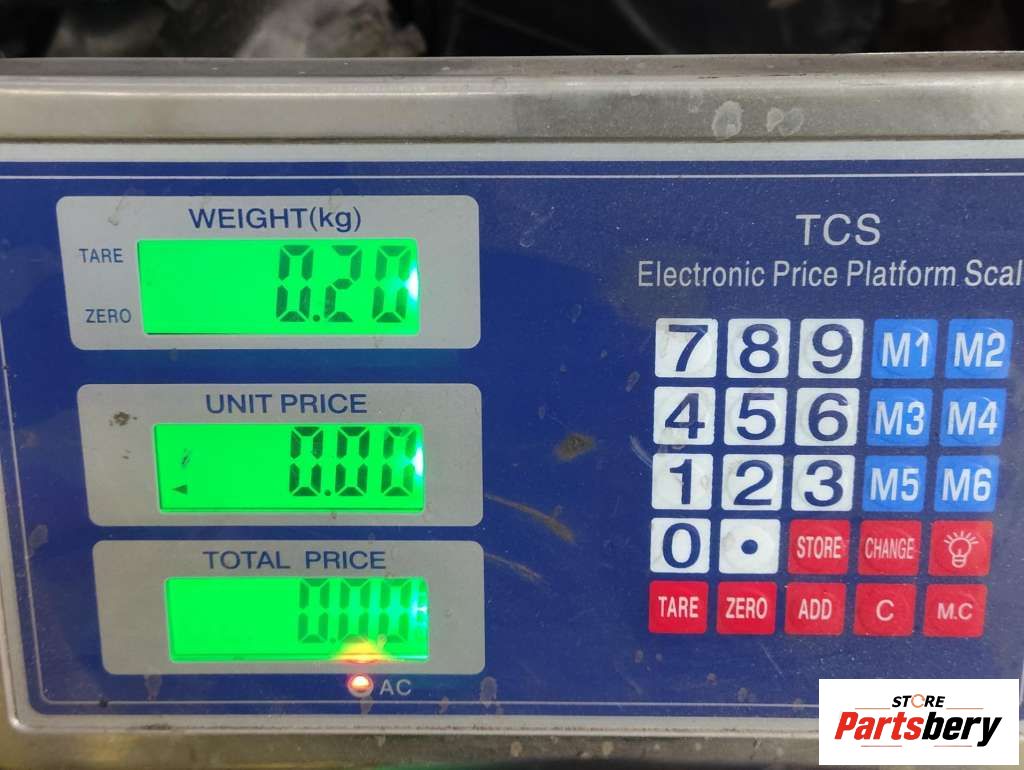 WEIGHT(kg)
TARE
0.20
ZERO
UNIT PRICE
0.00
TOTAL PRICE
0.00
AC
TCS
Electronic Price Platform Scal
7 8 9 M1 M2
4 5 6 M3 M4
1 2 3 M5 M6
0 . STORE CHANGE
TARE ZERO ADD C M.C
STORE
Partsbery